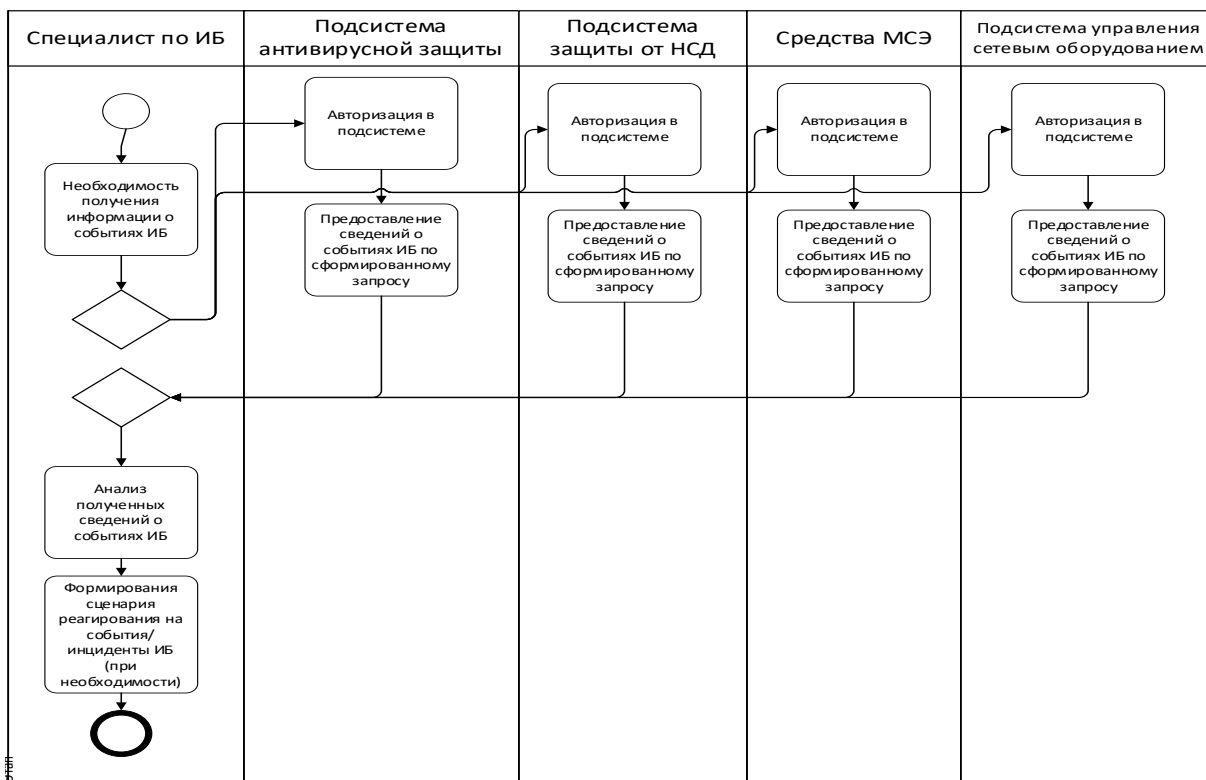 Специалист по ИБ
Подсистема
антивирусной защиты
Подсистема
защиты от НСД
Средства МСЭ
Подсистема управления
сетевым оборудованием
Необходимость
получения
информации о
событиях ИБ
Анализ
полученных
сведений о
событиях ИБ
Формирования
сценария
реагирования на
события/
инциденты ИБ
(при
необходимости)
Авторизация в
подсистеме
Предоставление
сведений о
событиях ИБ по
сформированному
запросу
Авторизация в
подсистеме
Предоставление
сведений о
событиях ИБ по
сформированному
запросу
Авторизация в
подсистеме
Предоставление
сведений о
событиях ИБ по
сформированному
запросу
Авторизация в
подсистеме
Предоставление
сведений о
событиях ИБ по
сформированному
запросу